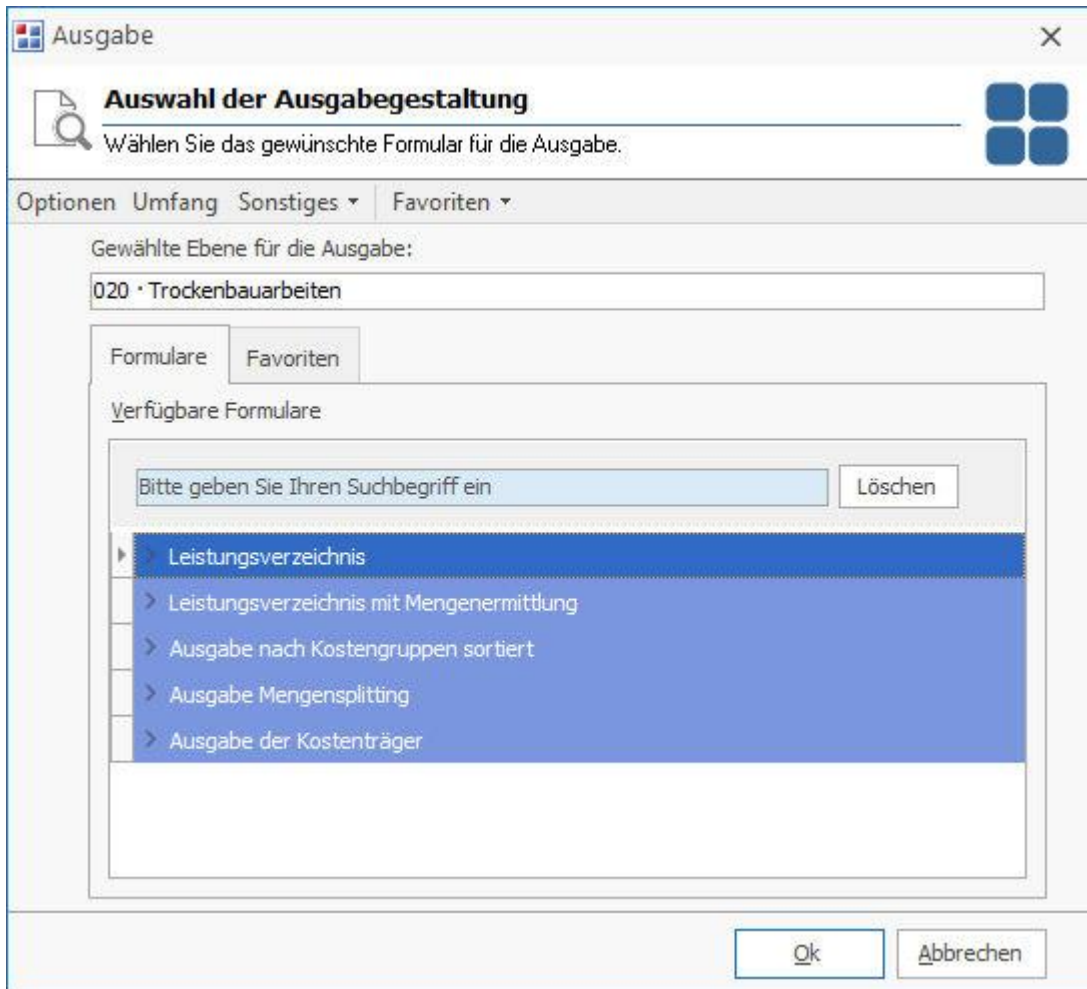 Ausgabe
Auswahl der Ausgabegestaltung
Wählen Sie das gewünschte Formular für die Ausgabe.
Optionen Umfang Sonstiges Favoriten
Gewählte Ebene für die Ausgabe:
020 · Trockenbauarbeiten
Formulare Favoriten
Verfügbare Formulare
Bitte geben Sie Ihren Suchbegriff ein Löschen
Leistungsverzeichnis
Leistungsverzeichnis mit Mengenermittlung
Ausgabe nach Kostengruppen sortiert
Ausgabe Mengensplitting
Ausgabe der Kostenträger
Ok Abbrechen